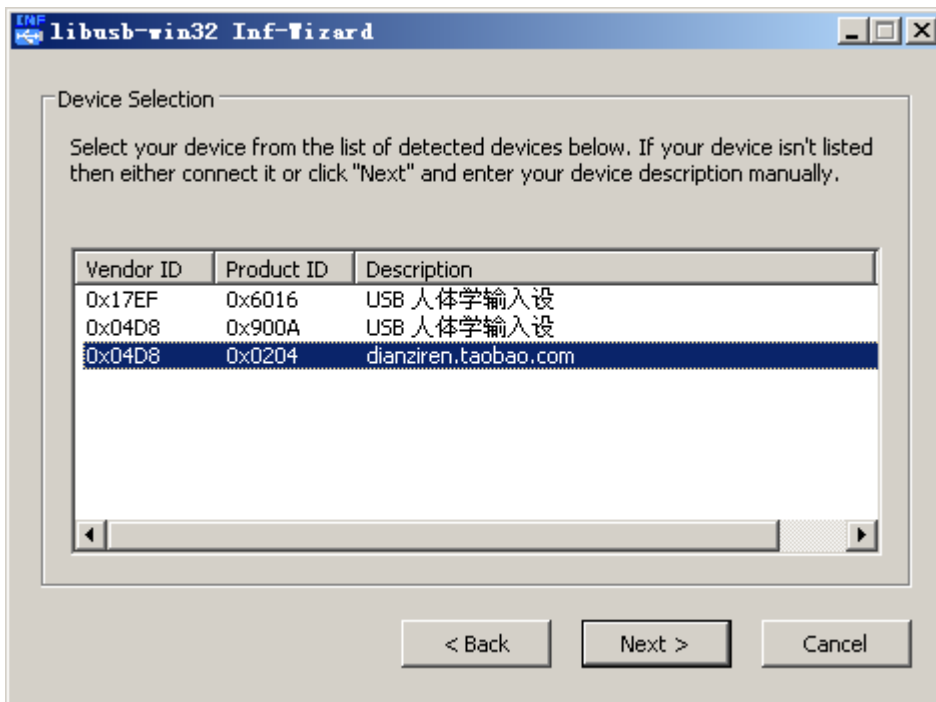 INF
libusb-win32 Inf-Wizard
Device Selection
Select your device from the list of detected devices below. If your device isn't listed
then either connect it or click "Next" and enter your device description manually.
Vendor ID Product ID Description
0x17EF 0x6016 USB 人体学输入设
0x04D8 0x900A USB 人体学输入设
0x04D8 0x0204 dianziren.taobao.com
< Back Next > Cancel